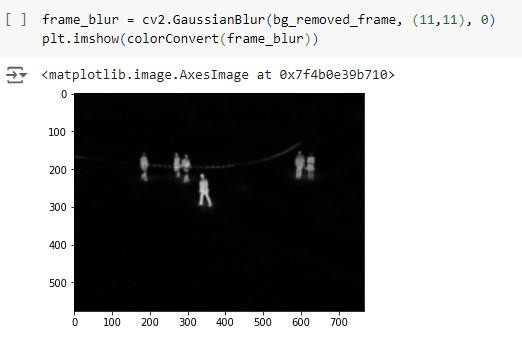 [ ] frame_blur = cv2.GaussianBlur(bg_removed_frame, (11,11), 0)
plt.imshow(colorConvert(frame_blur))
<matplotlib.image.AxesImage at 0x7f4b0e39b710>
0
100
200
300
400
500
0 100 200 300 400 500 600 700